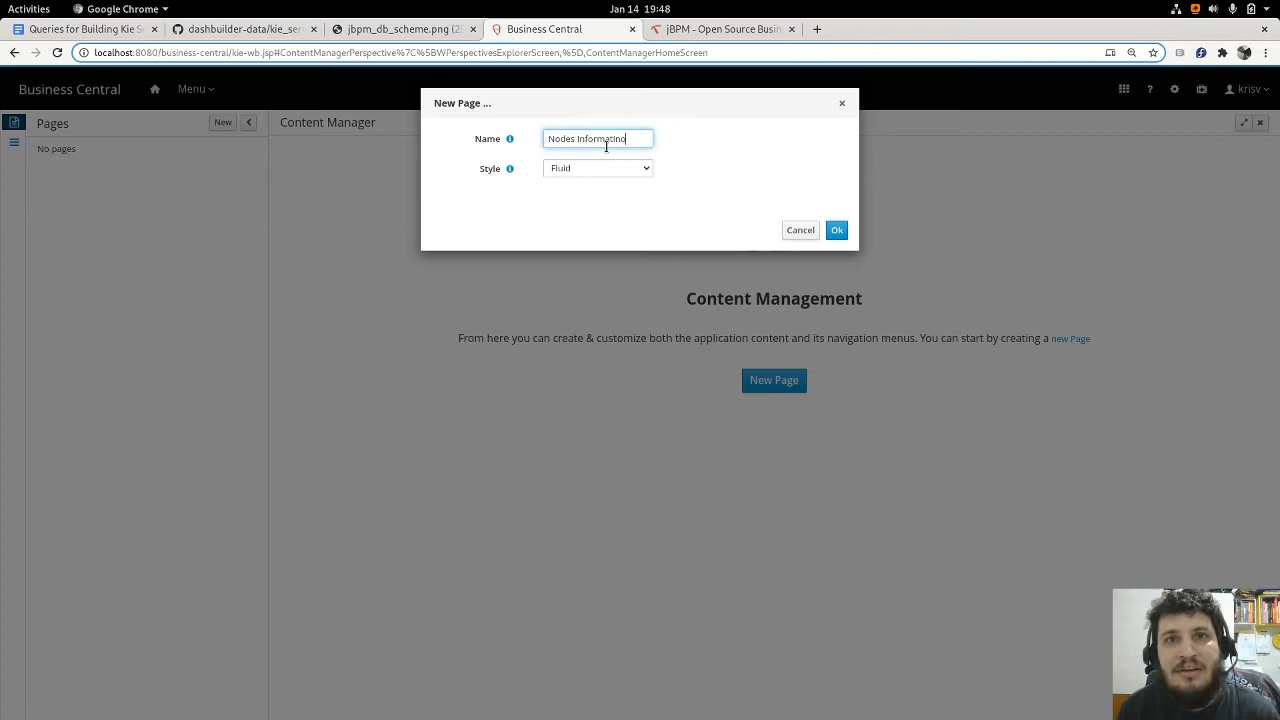 Activities
Google Chrome
Jan 14 19:48
Queries for Building Kie S
dashbuilder-data/kie_ser
jbpm_db_scheme.png (2
Business Central
jBPM - Open Source Busin
localhost:8080/business-central/kie-wb.jsp#ContentManagerPerspective%7C%5BWPerspectivesExplorerScreen,%5D,ContentManagerHomeScreen
Business Central
Menu
krisv
Pages
New
Content Manager
No pages
New Page ...
Name
Nodes Informatino
Style
Fluid
Cancel
Ok
Content Management
From here you can create & customize both the application content and its navigation menus. You can start by creating a new Page
New Page